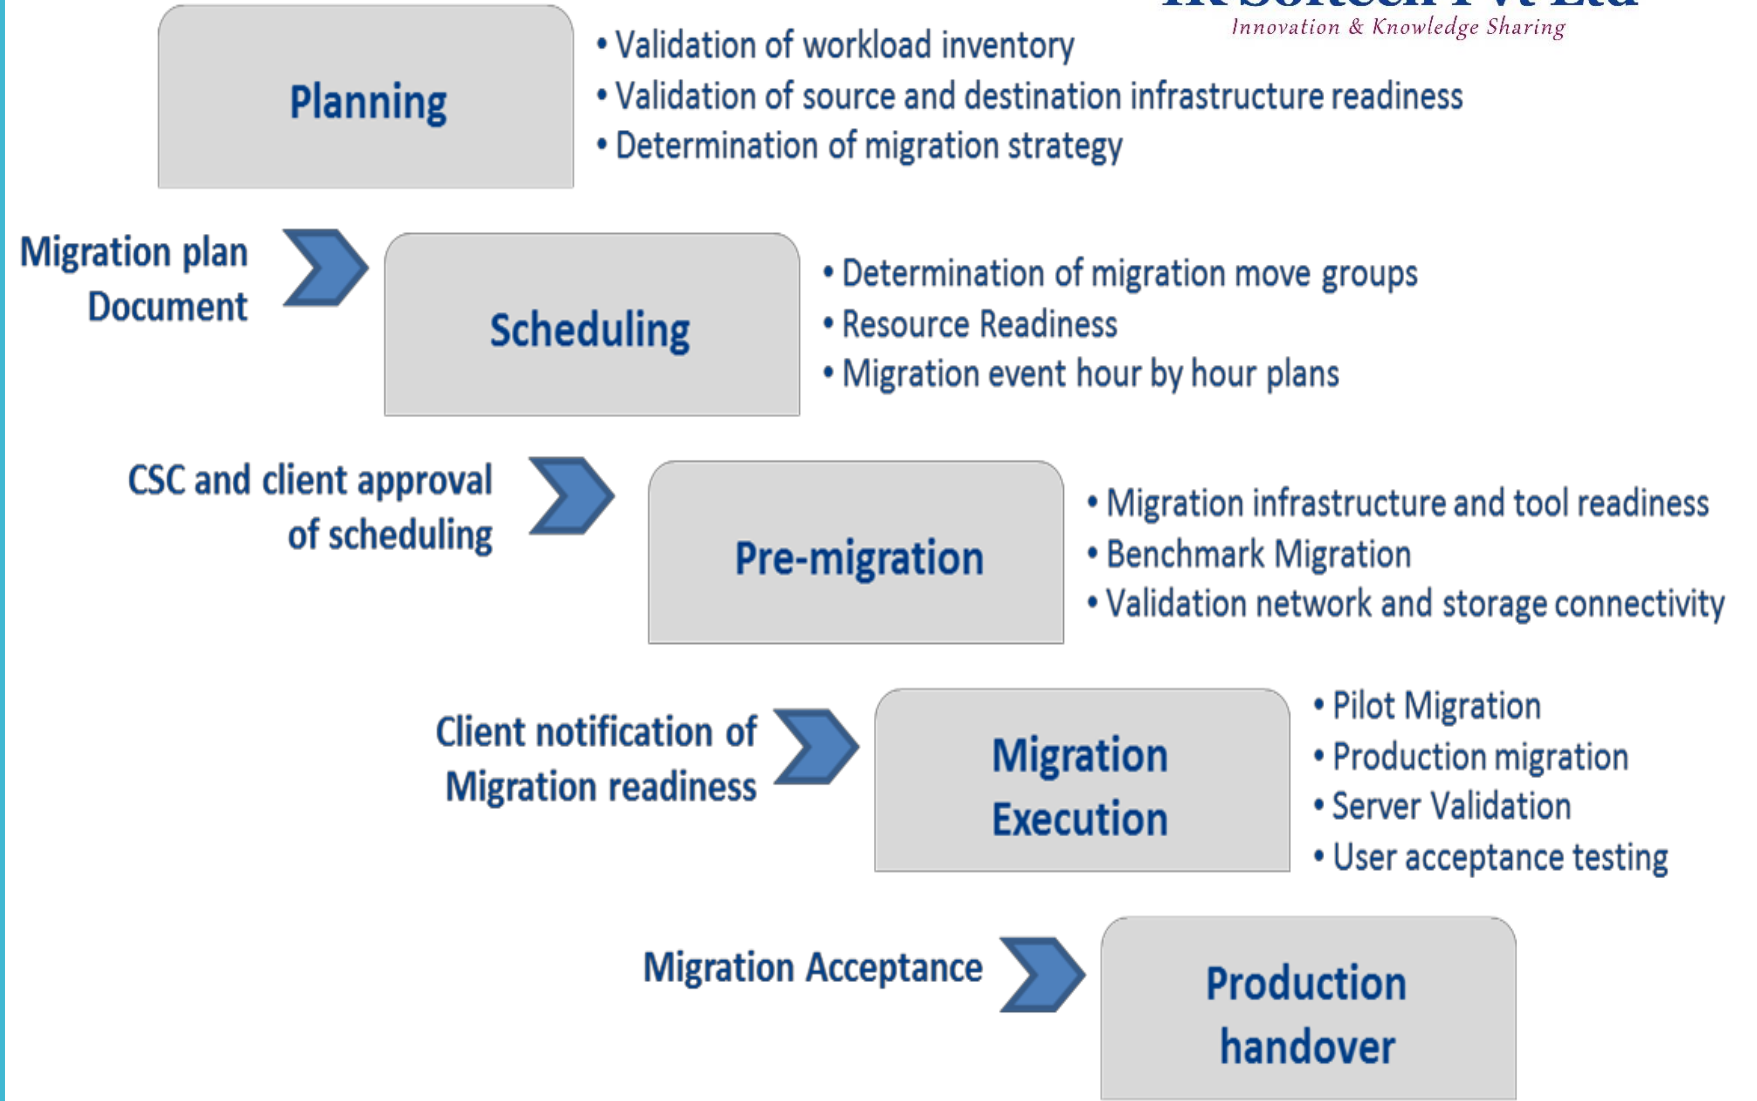 Softech Pvt Ltd
Innovation & Knowledge Sharing
Planning
• Validation of workload inventory
• Validation of source and destination infrastructure readiness
• Determination of migration strategy
Migration plan
Document
Scheduling
• Determination of migration move groups
• Resource Readiness
• Migration event hour by hour plans
CSC and client approval
of scheduling
Pre-migration
• Migration infrastructure and tool readiness
• Benchmark Migration
• Validation network and storage connectivity
Client notification of
Migration readiness
Migration
Execution
• Pilot Migration
• Production migration
• Server Validation
• User acceptance testing
Migration Acceptance
Production
handover